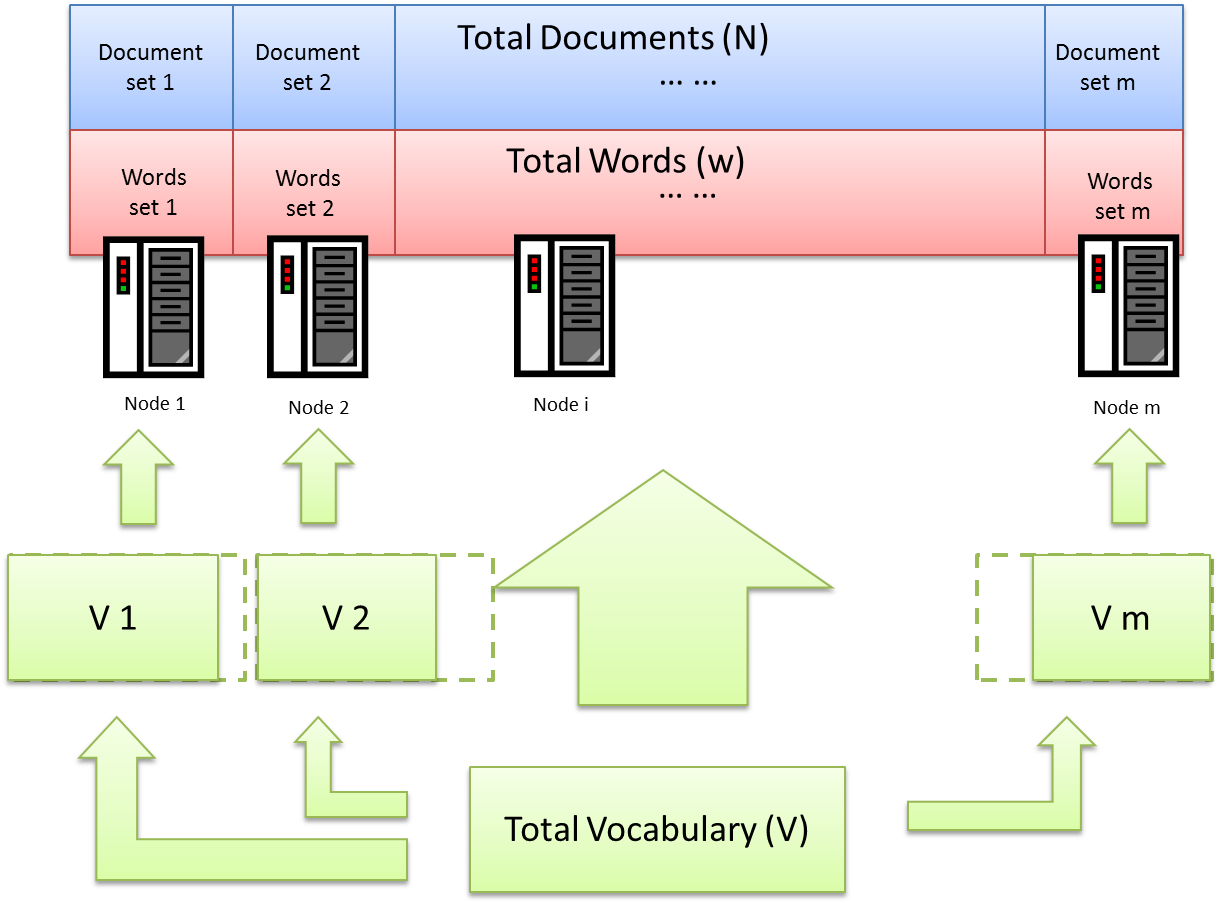 Total Documents (N)
... ...
Document
set 1
Document
set 2
Document
set m
Total Words (w)
... ...
Words
set 1
Words
set 2
Words
set m
Node 1
Node 2
Node i
Node m
V 1
V 2
V m
Total Vocabulary (V)